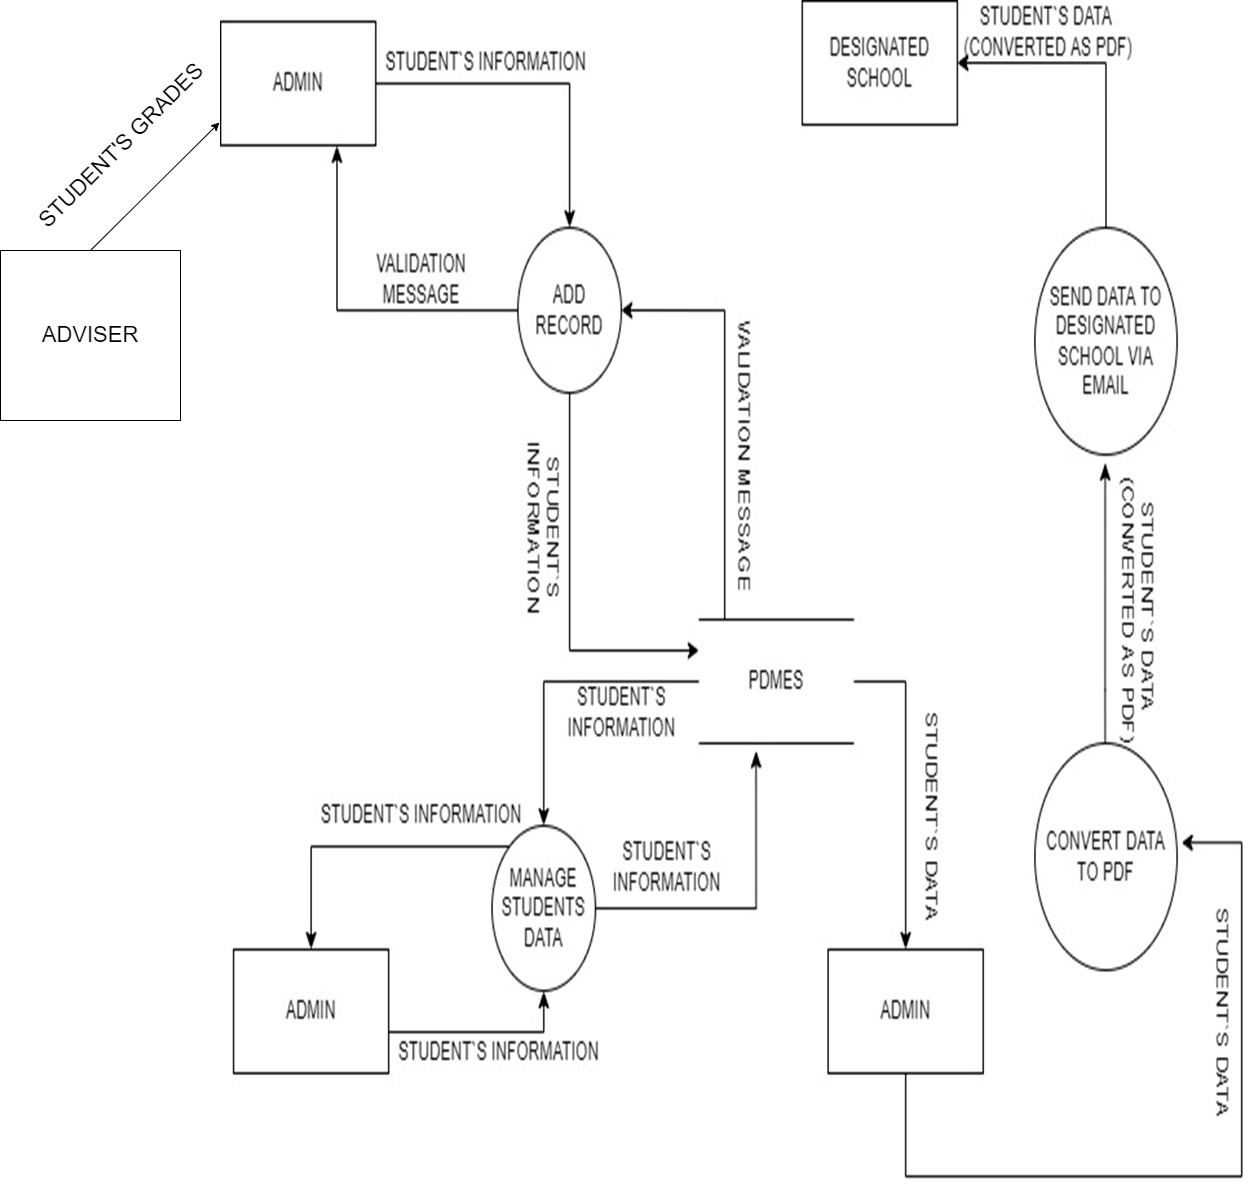 STUDENT`S DATA
(CONVERTED AS PDF)
DESIGNATED
SCHOOL
STUDENT`S INFORMATION
ADMIN
STUDENT'S GRADES
VALIDATION
MESSAGE
ADD
RECORD
SEND DATA TO
DESIGNATED
SCHOOL VIA
EMAIL
ADVISER
VALIDATION MESSAGE
STUDENT`S
INFORMATION
STUDENT`S DATA
(CONVERTED AS PDF)
PDMES
STUDENT`S
INFORMATION
STUDENT`S DATA
STUDENT`S INFORMATION
STUDENT`S
INFORMATION
CONVERT DATA
TO PDF
MANAGE
STUDENTS
DATA
STUDENT`S DATA
ADMIN
ADMIN
STUDENT`S INFORMATION